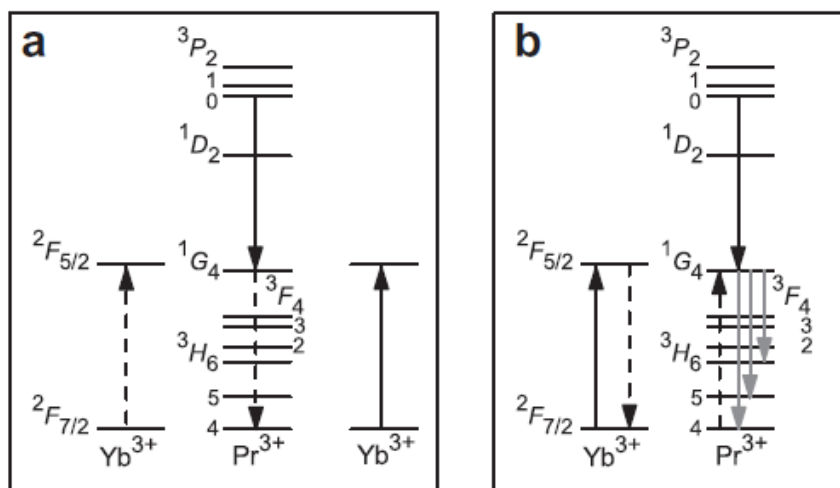 a
³P₂
1
0
¹D₂
²F₅/₂
¹G₄
³F₄
3
2
³H₆
5
²F₇/₂
4
Yb³⁺
Pr³⁺
Yb³⁺
b
³P₂
1
0
¹D₂
²F₅/₂
¹G₄
³F₄
3
2
³H₆
5
²F₇/₂
4
Yb³⁺
Pr³⁺